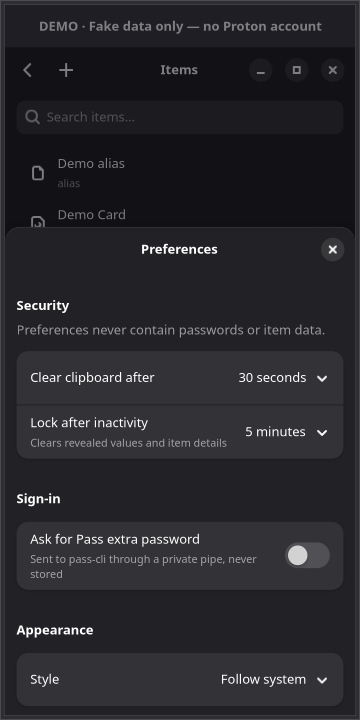 DEMO · Fake data only — no Proton account
Items
Search items...
Demo alias
alias
Demo Card
Preferences
Security
Preferences never contain passwords or item data.
Clear clipboard after
30 seconds
Lock after inactivity
Clears revealed values and item details
5 minutes
Sign-in
Ask for Pass extra password
Sent to pass-cli through a private pipe, never
stored
Appearance
Style
Follow system